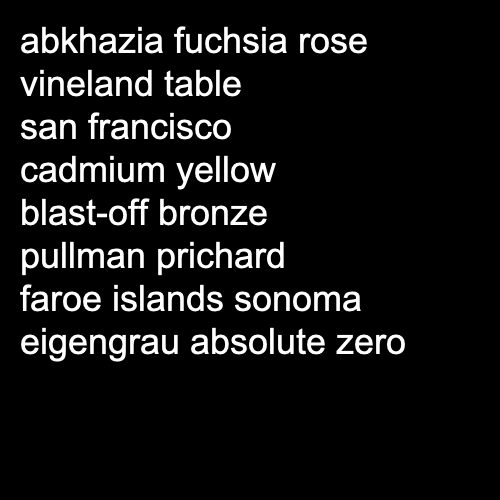 abkhazia fuchsia rose
vineland table
san francisco
cadmium yellow
blast-off bronze
pullman prichard
faroe islands sonoma
eigengrau absolute zero